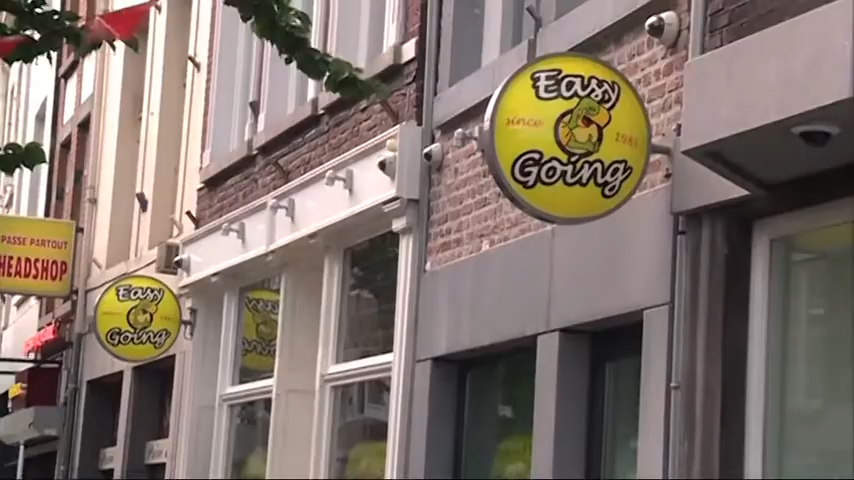 Easy
since 1981
Going
PASSE PARTOUT
HEADSHOP
Easy
Going